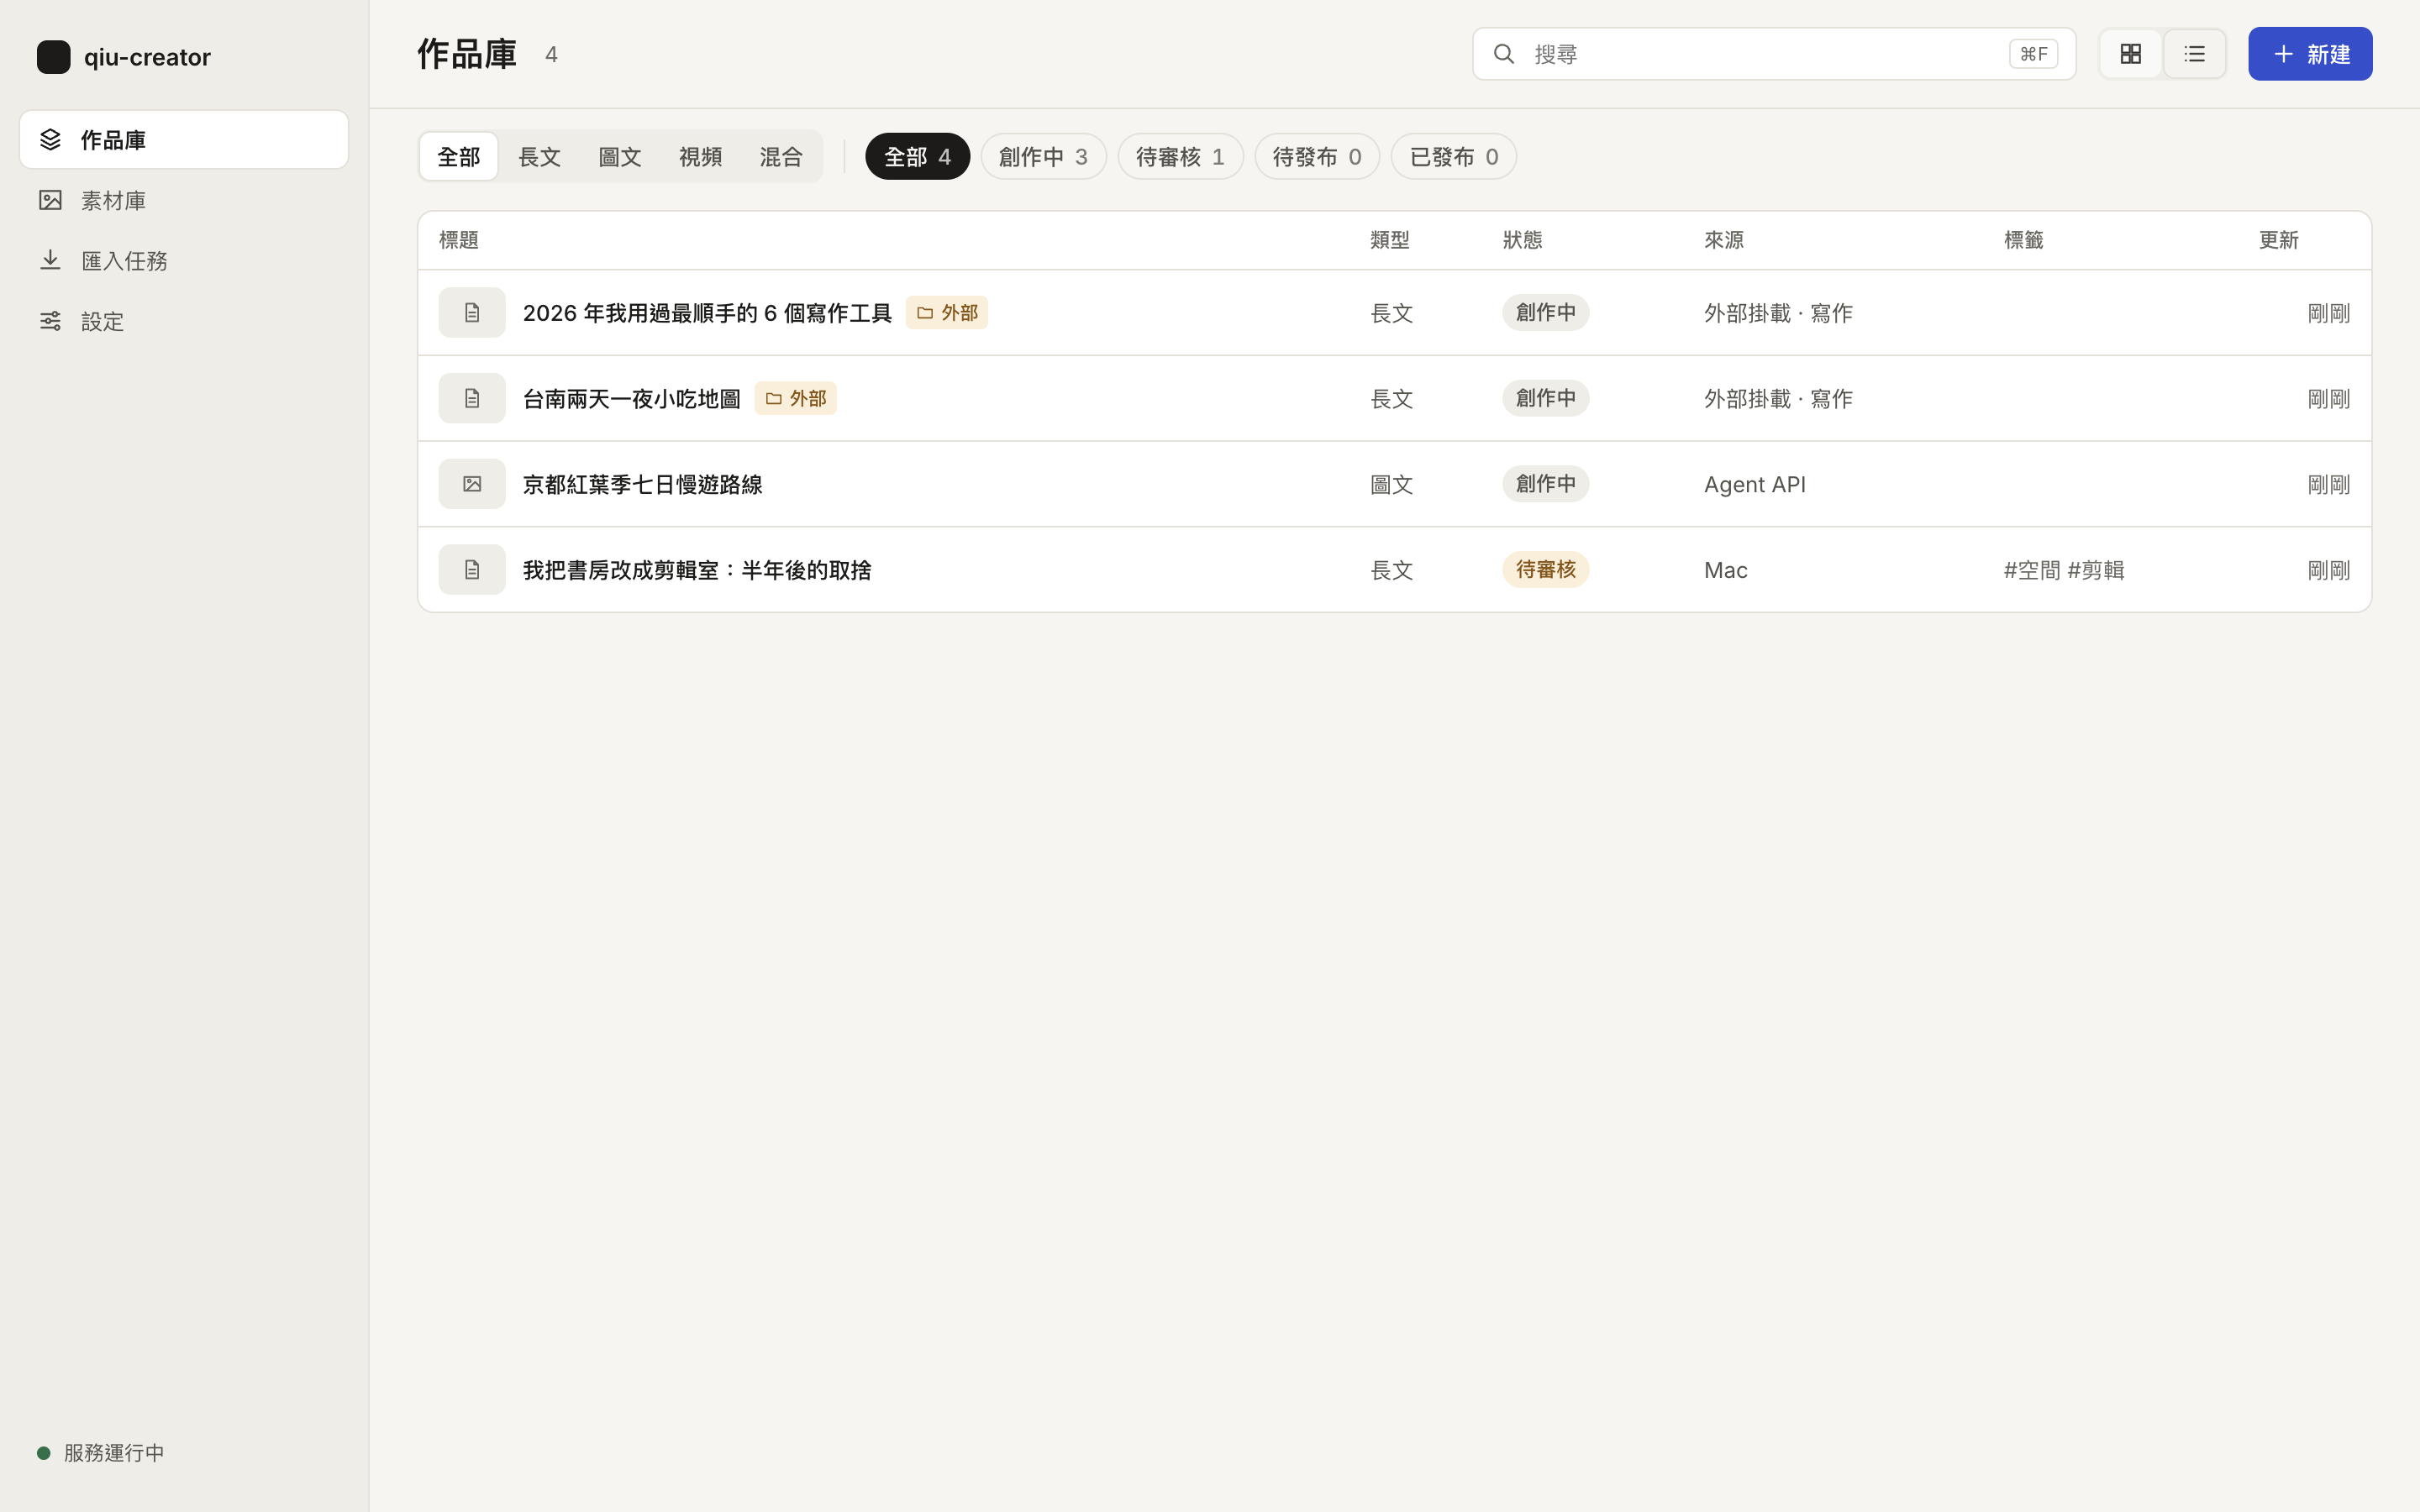 qiu-creator
作品庫
素材庫
匯入任務
設定
服務運行中
作品庫 4
搜尋 ⌘F
新建
全部 長文 圖文 視頻 混合 全部 4 創作中 3 待審核 1 待發布 0 已發布 0
標題 類型 狀態 來源 標籤 更新
2026 年我用過最順手的 6 個寫作工具 外部 長文 創作中 外部掛載 · 寫作 剛剛
台南兩天一夜小吃地圖 外部 長文 創作中 外部掛載 · 寫作 剛剛
京都紅葉季七日慢遊路線 圖文 創作中 Agent API 剛剛
我把書房改成剪輯室：半年後的取捨 長文 待審核 Mac #空間 #剪輯 剛剛